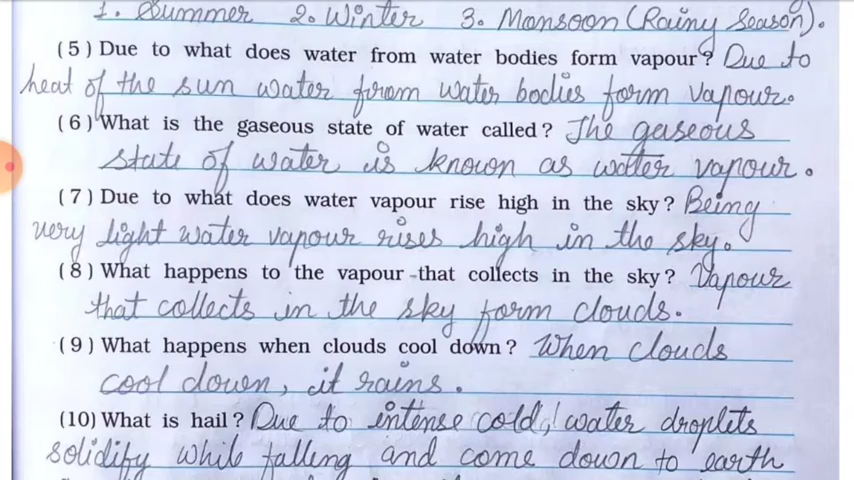 1. Summer 2. Winter 3. Monsoon (Rainy Season).
(5) Due to what does water from water bodies form vapour? Due to
heat of the sun water from water bodies form vapour.
(6) What is the gaseous state of water called? The gaseous
state of water is known as water vapour.
(7) Due to what does water vapour rise high in the sky? Being
very light water vapour rises high in the sky.
(8) What happens to the vapour that collects in the sky? Vapour
that collects in the sky form clouds.
(9) What happens when clouds cool down? When clouds
cool down, it rains.
(10) What is hail? Due to intense cold, water droplets
solidify while falling and come down to earth